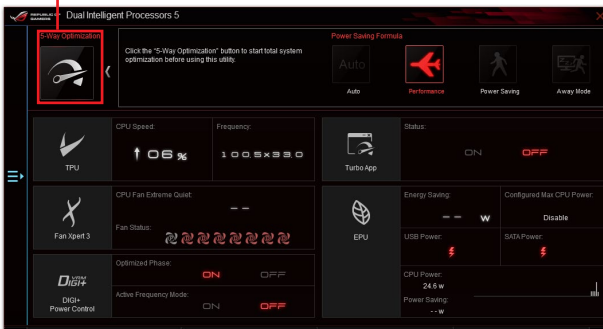 REPUBLIC OF GAMERS Dual Intelligent Processors 5
5-Way Optimization
Click the "5-Way Optimization" button to start total system
optimization before using this utility.
Power Saving Formula
Auto
Auto
Performance
Power Saving
Away Mode
TPU
CPU Speed:
06 %
Frequency:
100.5x33.0
Turbo App
Status:
ON OFF
Fan Xpert 3
CPU Fan Extreme Quiet:
--
Fan Status:
EPU
Energy Saving:
-- w
Configured Max CPU Power:
Disable
USB Power:
SATA Power:
CPU Power:
24.6 w
Power Saving:
-- w
DIGI+ VRM
DIGI+
Power Control
Optimized Phase:
ON OFF
Active Frequency Mode:
ON OFF